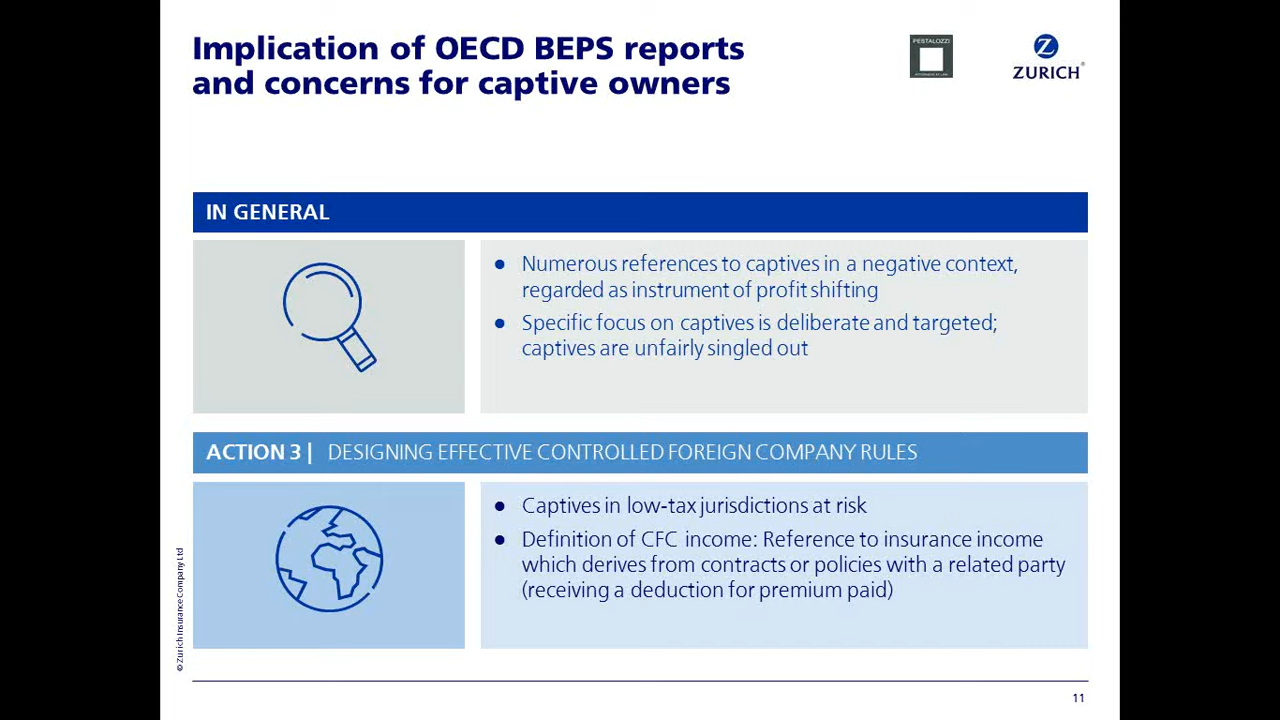 Implication of OECD BEPS reports
and concerns for captive owners
PESTALOZZI
ATTORNEYS AT LAW
Z
ZURICH®
IN GENERAL
● Numerous references to captives in a negative context,
regarded as instrument of profit shifting
● Specific focus on captives is deliberate and targeted;
captives are unfairly singled out
ACTION 3 | DESIGNING EFFECTIVE CONTROLLED FOREIGN COMPANY RULES
● Captives in low-tax jurisdictions at risk
● Definition of CFC income: Reference to insurance income
which derives from contracts or policies with a related party
(receiving a deduction for premium paid)
© Zurich Insurance Company Ltd
11